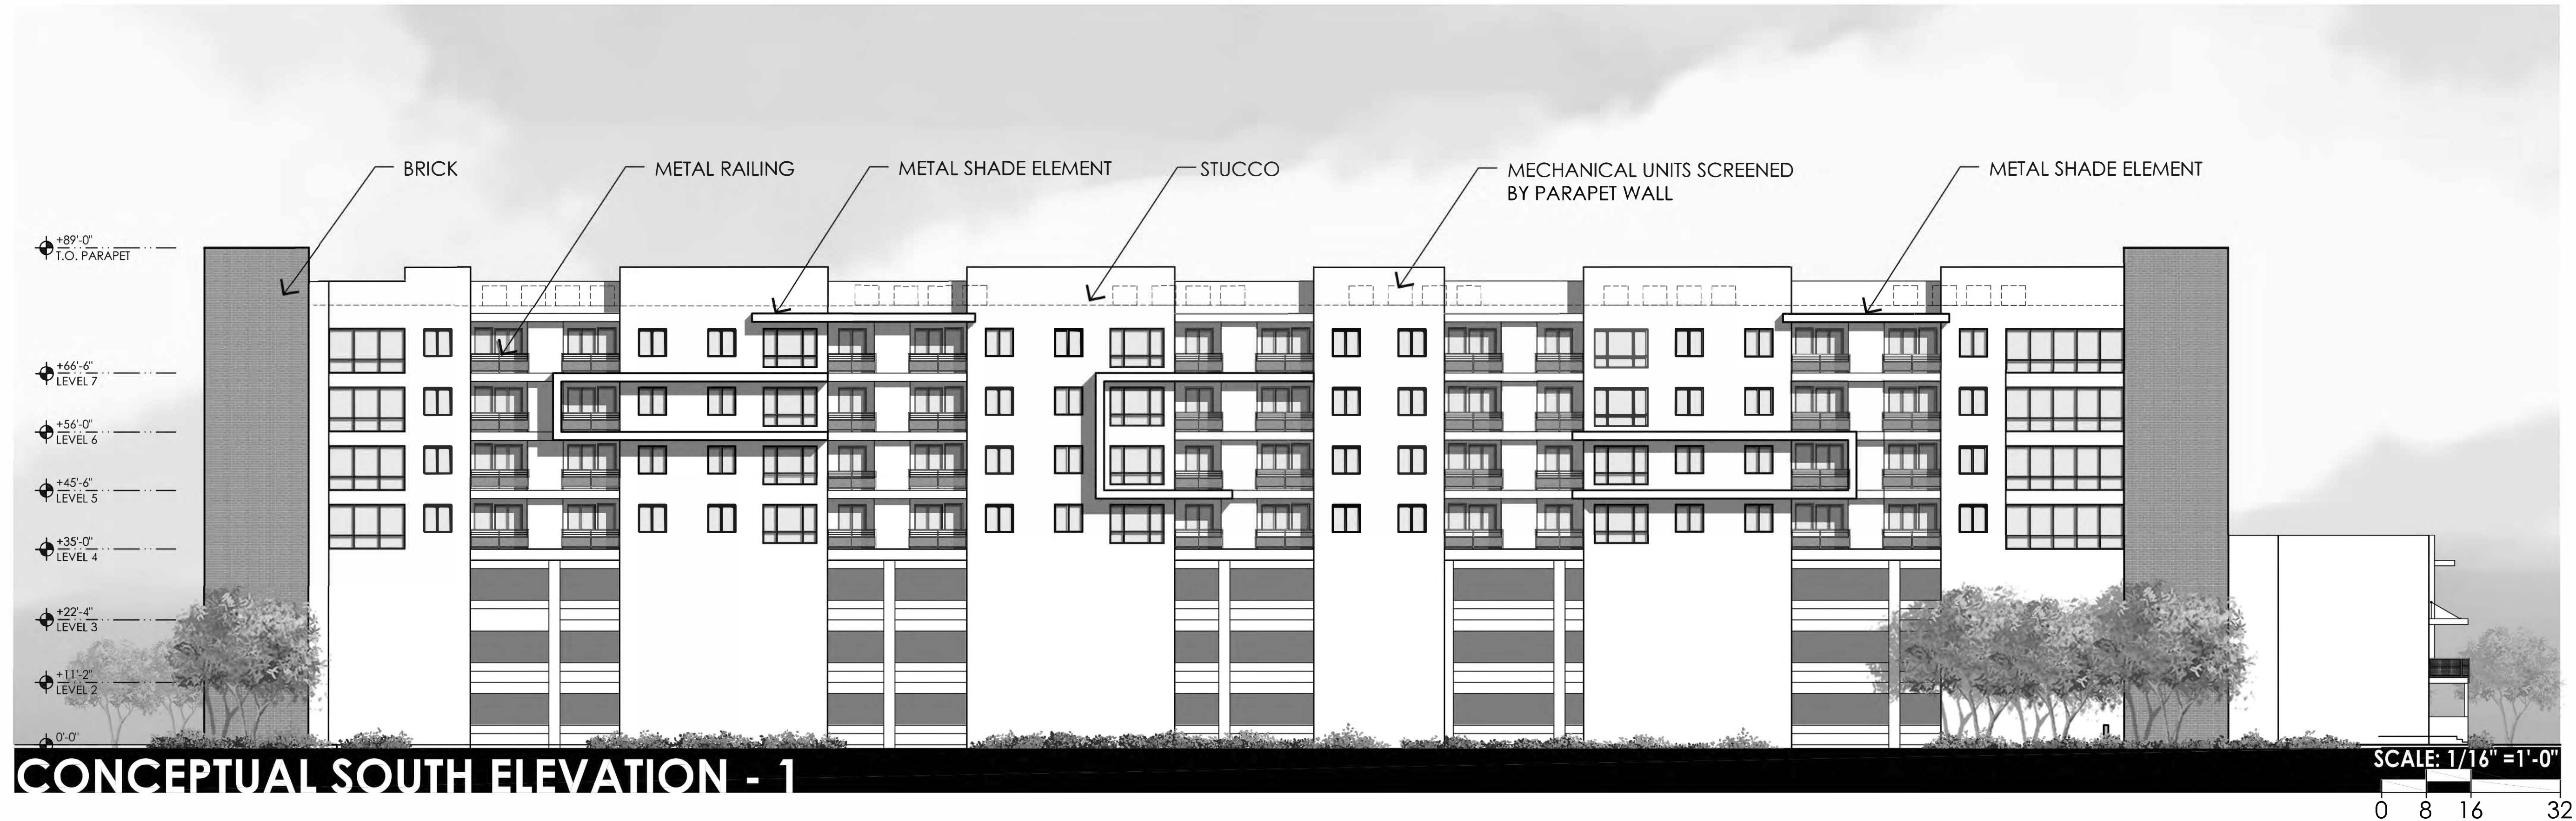 BRICK
METAL RAILING
METAL SHADE ELEMENT
STUCCO
MECHANICAL UNITS SCREENED
BY PARAPET WALL
METAL SHADE ELEMENT
+89'-0"
T.O. PARAPET
+66'-6"
LEVEL 7
+56'-0"
LEVEL 6
+45'-6"
LEVEL 5
+35'-0"
LEVEL 4
+22'-4"
LEVEL 3
+11'-2"
LEVEL 2
0'-0"
CONCEPTUAL SOUTH ELEVATION - 1
SCALE: 1/16" =1'-0"
0 8 16 32